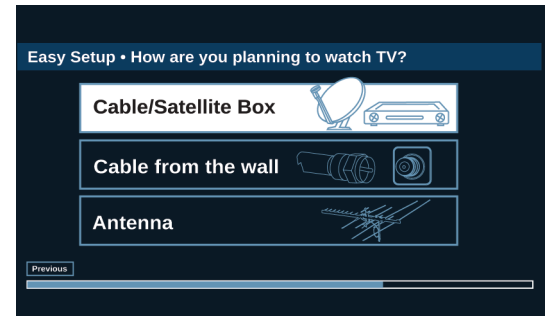 Easy Setup • How are you planning to watch TV?
Cable/Satellite Box
Cable from the wall
Antenna
Previous